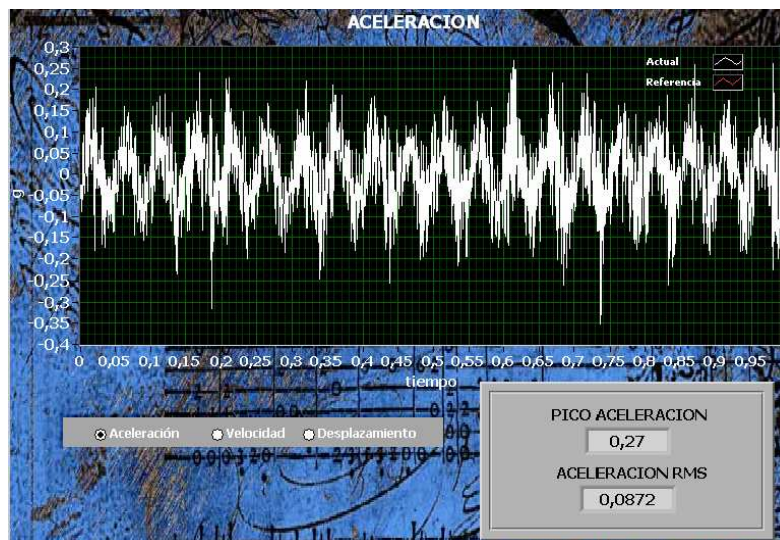 ACELERACION
0,3
0,25
0,2
0,15
0,1
0,05
0
-0,05
-0,1
-0,15
-0,2
-0,25
-0,3
-0,35
-0,4
g
Actual
Referencia
0 0,05 0,1 0,15 0,2 0,25 0,3 0,35 0,4 0,45 0,5 0,55 0,6 0,65 0,7 0,75 0,8 0,85 0,9 0,95
tiempo
Aceleración Velocidad Desplazamiento
PICO ACELERACION
0,27
ACELERACION RMS
0,0872